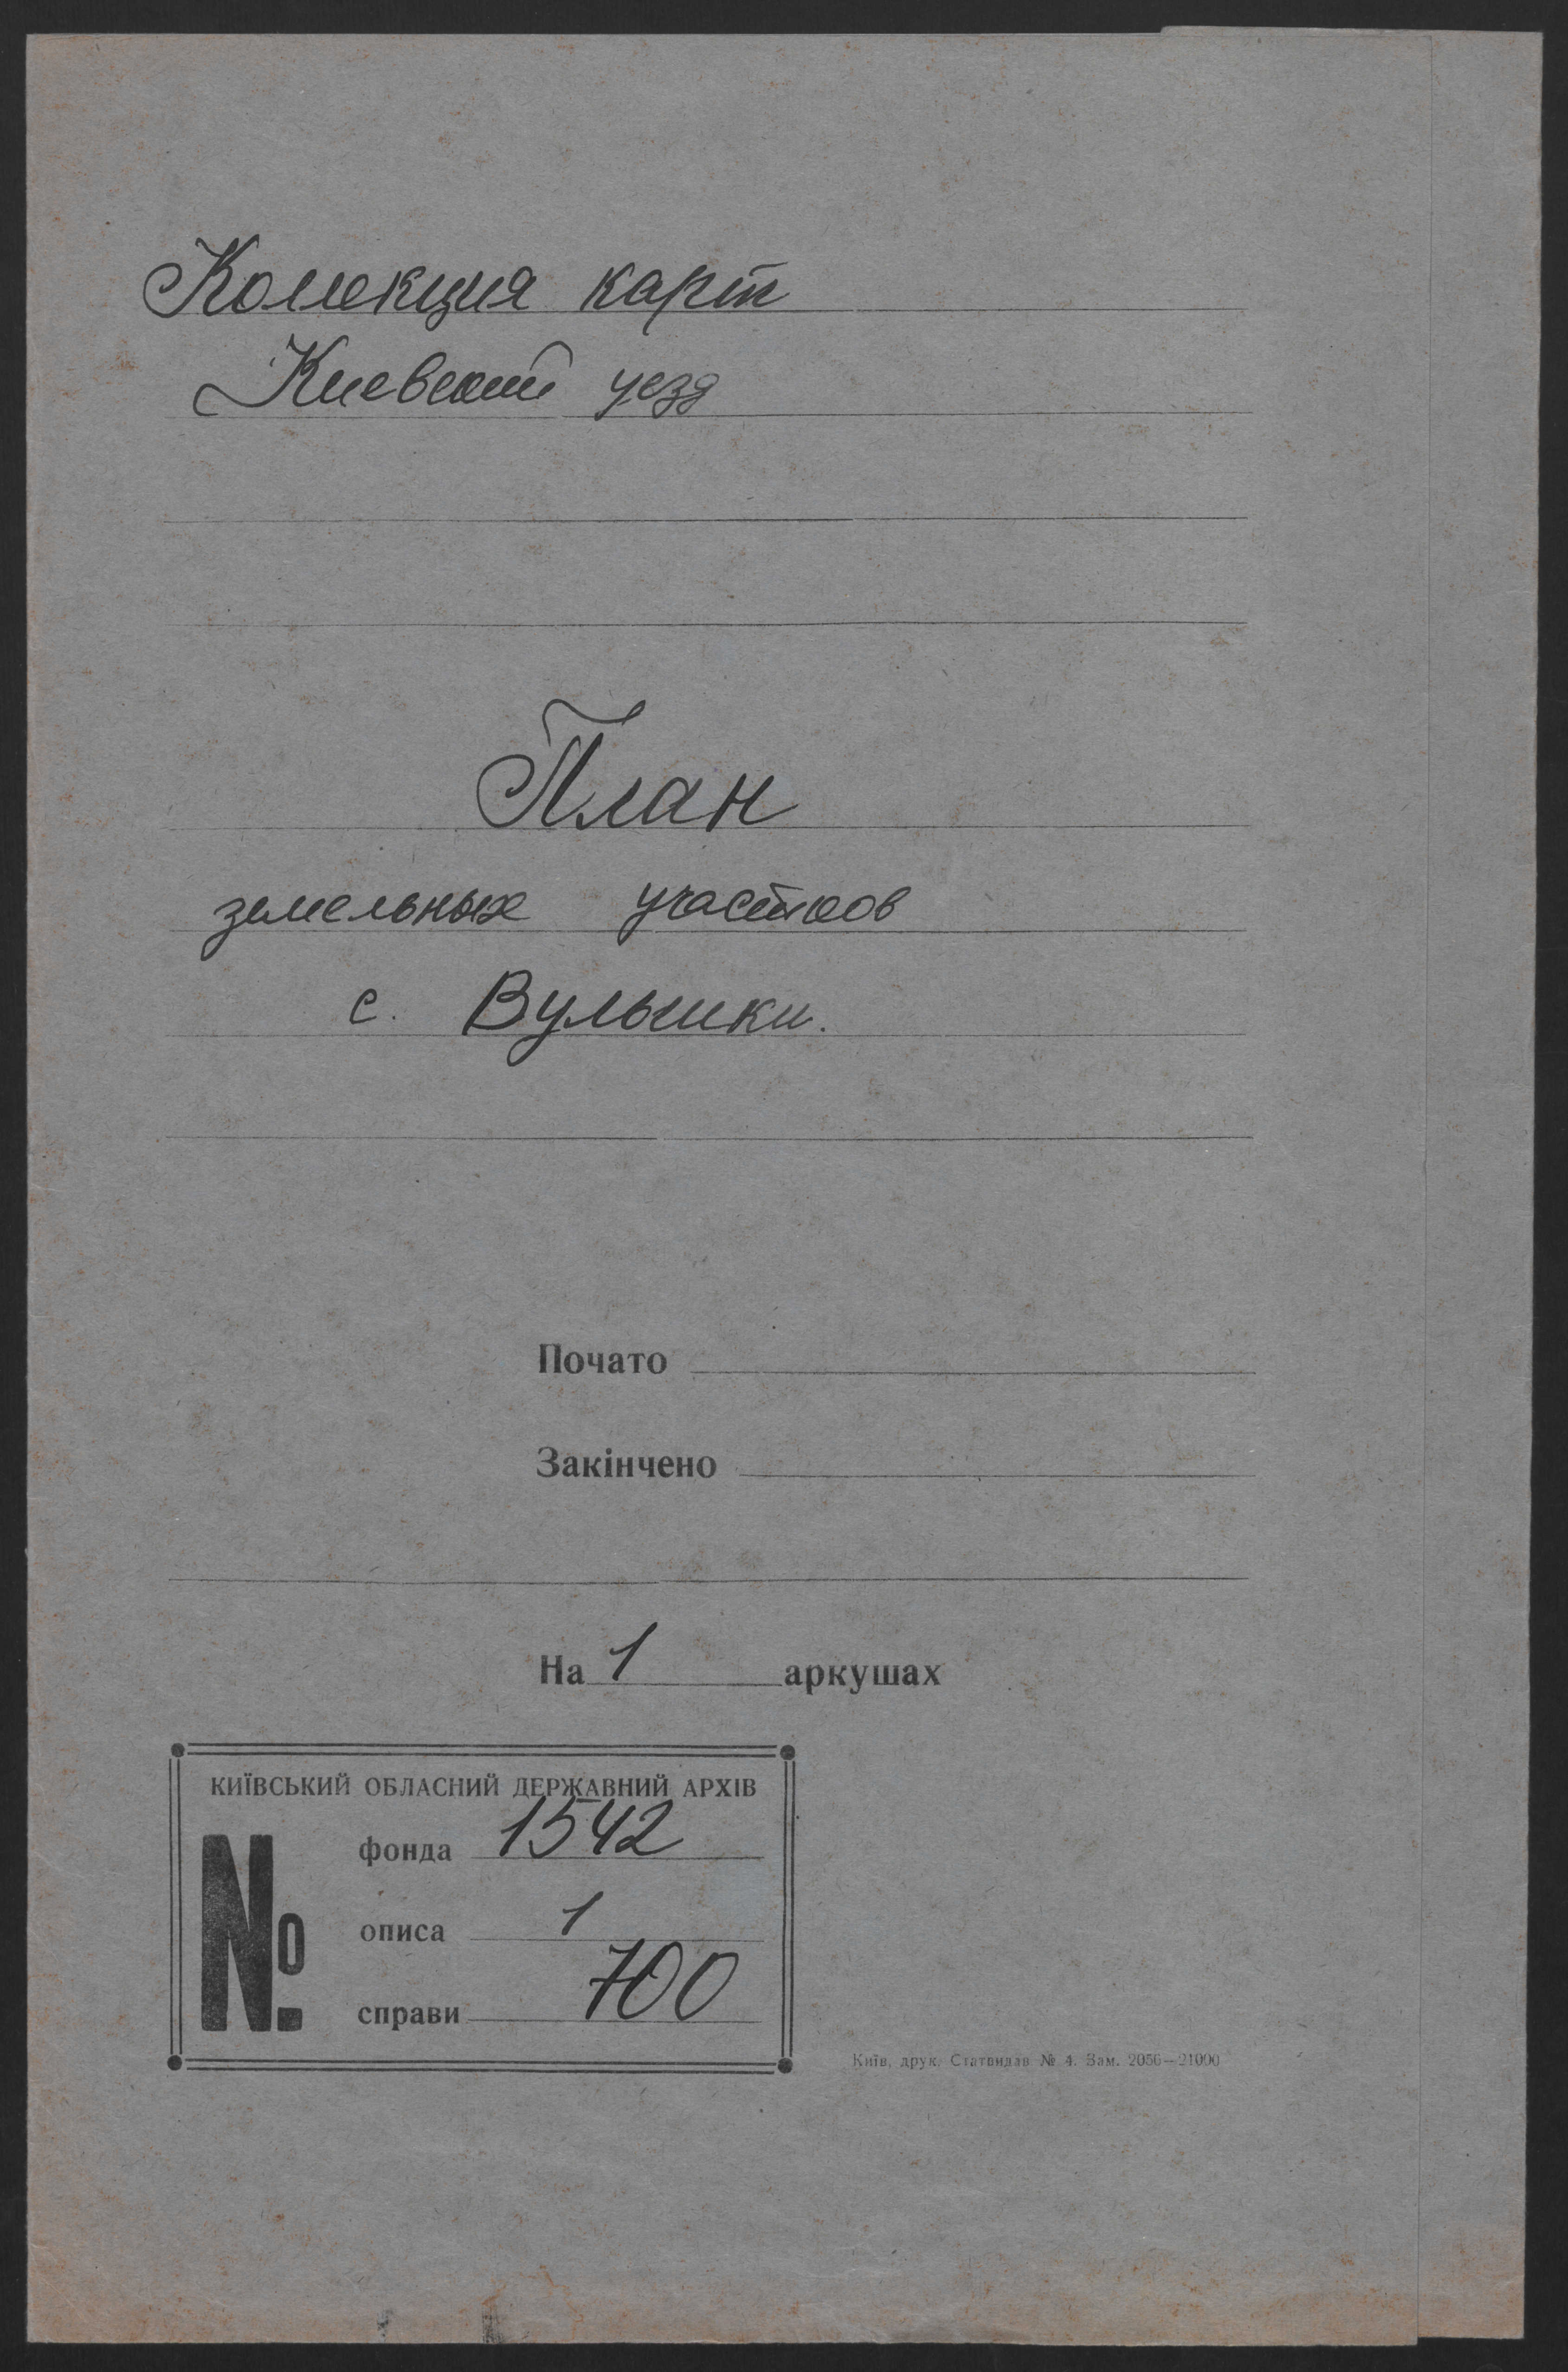 Колекция карт
Киевский уезд
План
земельных участков
с. Вульшки.
Почато
Закінчено
На 1 аркушах
КИЇВСЬКИЙ ОБЛАСНИЙ ДЕРЖАВНИЙ АРХІВ
№
фонда 1542
описа 1
справи 700
Київ, друк. Статвидав № 4. Зам. 2056—21000